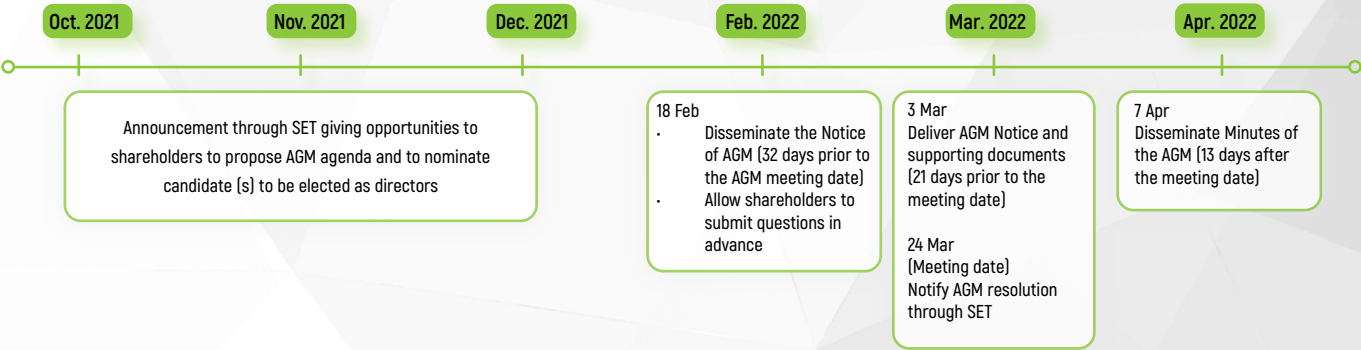 Oct. 2021
Nov. 2021
Dec. 2021
Feb. 2022
Mar. 2022
Apr. 2022
Announcement through SET giving opportunities to
shareholders to propose AGM agenda and to nominate
candidate (s) to be elected as directors
18 Feb
• Disseminate the Notice
of AGM (32 days prior to
the AGM meeting date)
• Allow shareholders to
submit questions in
advance
3 Mar
Deliver AGM Notice and
supporting documents
(21 days prior to the
meeting date)
24 Mar
(Meeting date)
Notify AGM resolution
through SET
7 Apr
Disseminate Minutes of
the AGM (13 days after
the meeting date)